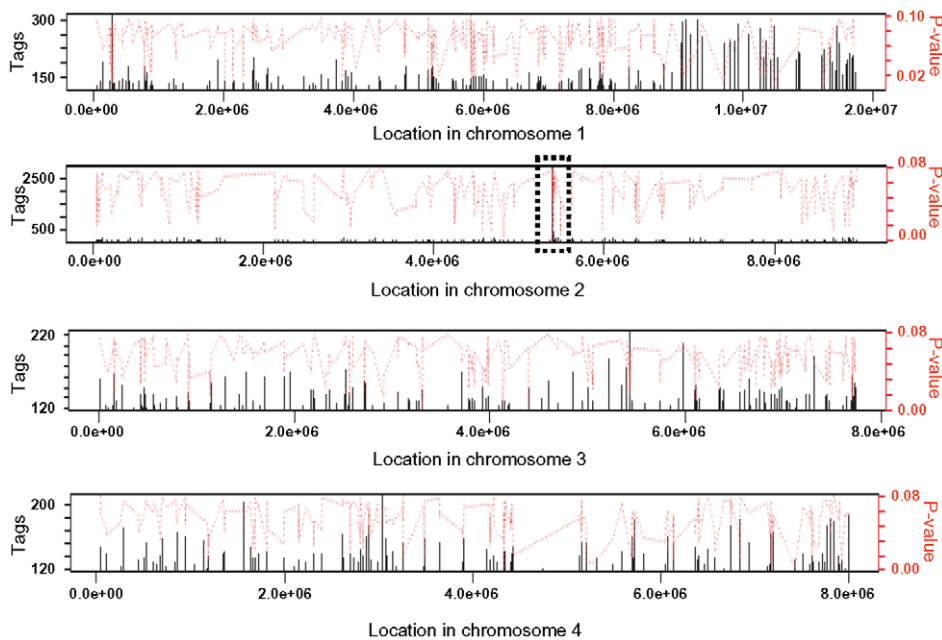 300
150
Tags
0.10
0.02
P-value
0.0e+00 2.0e+06 4.0e+06 6.0e+06 8.0e+06 1.0e+07 2.0e+07
Location in chromosome 1
2500
500
Tags
0.08
0.00
P-value
0.0e+00 2.0e+06 4.0e+06 6.0e+06 8.0e+06
Location in chromosome 2
220
120
Tags
0.08
0.00
P-value
0.0e+00 2.0e+06 4.0e+06 6.0e+06 8.0e+06
Location in chromosome 3
200
120
Tags
0.08
0.00
P-value
0.0e+00 2.0e+06 4.0e+06 6.0e+06 8.0e+06
Location in chromosome 4